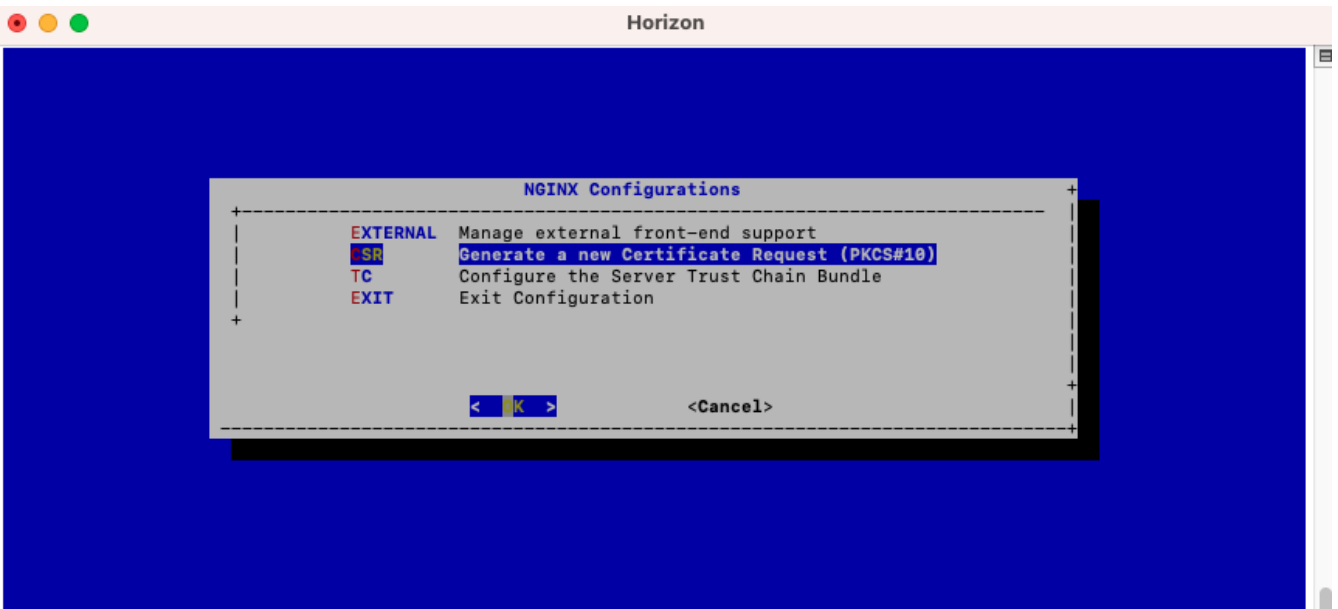 Horizon
NGINX Configurations
EXTERNAL Manage external front-end support
CSR Generate a new Certificate Request (PKCS#10)
TC Configure the Server Trust Chain Bundle
EXIT Exit Configuration
< OK > <Cancel>